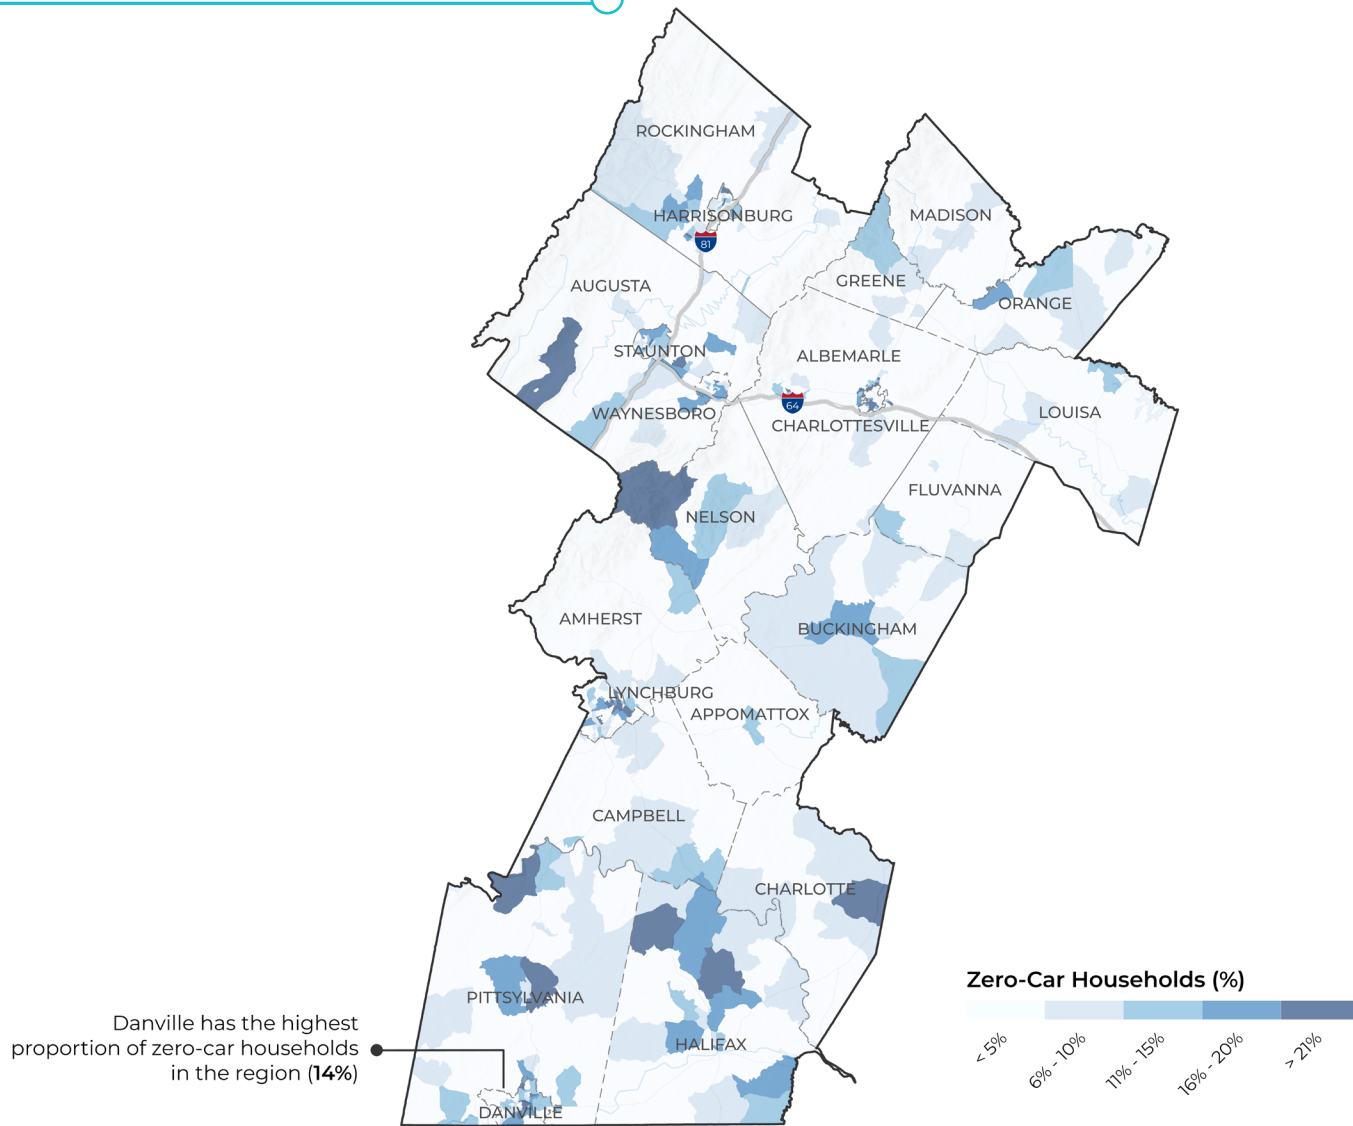 ROCKINGHAM
HARRISONBURG
MADISON
81
AUGUSTA
GREENE
ORANGE
STAUNTON
ALBEMARLE
WAYNESBORO
64
LOUISA
CHARLOTTESVILLE
FLUVANNA
NELSON
AMHERST
BUCKINGHAM
LYNCHBURG
APPOMATTOX
CAMPBELL
CHARLOTTE
PITTSYLVANIA
HALIFAX
DANVILLE
Danville has the highest
proportion of zero-car households
in the region (14%)
Zero-Car Households (%)
< 5%
6% - 10%
11% - 15%
16% - 20%
> 21%